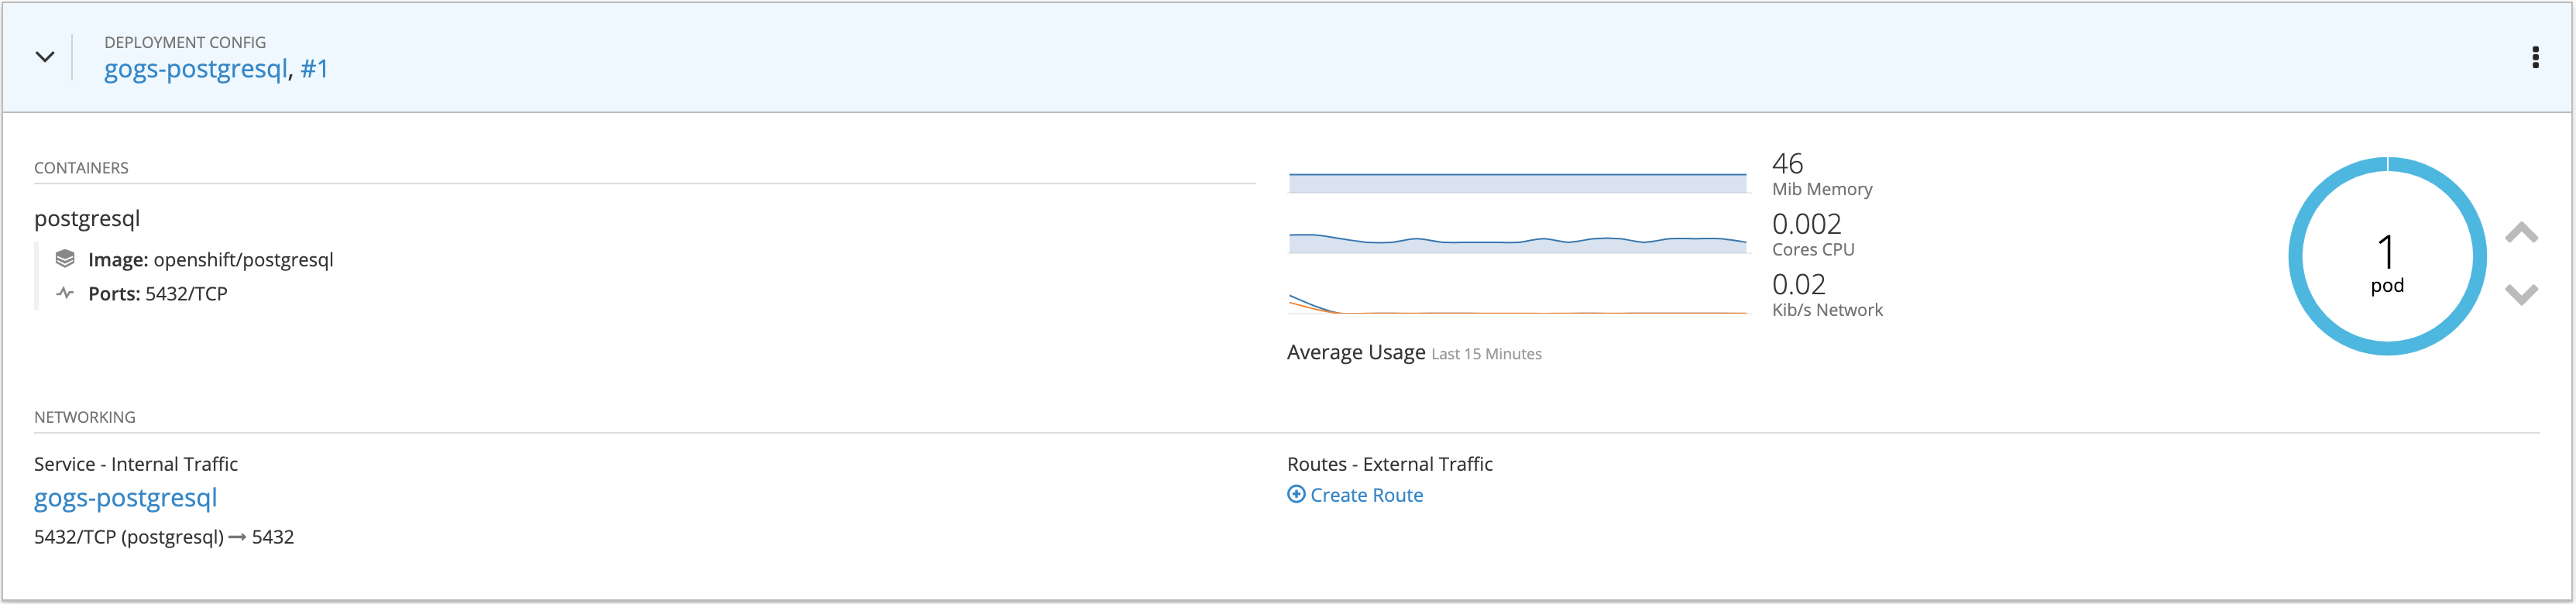 DEPLOYMENT CONFIG
gogs-postgresql, #1
CONTAINERS
postgresql
Image: openshift/postgresql
Ports: 5432/TCP
46
Mib Memory
0.002
Cores CPU
0.02
Kib/s Network
Average Usage Last 15 Minutes
1
pod
NETWORKING
Service - Internal Traffic
gogs-postgresql
5432/TCP (postgresql) → 5432
Routes - External Traffic
Create Route